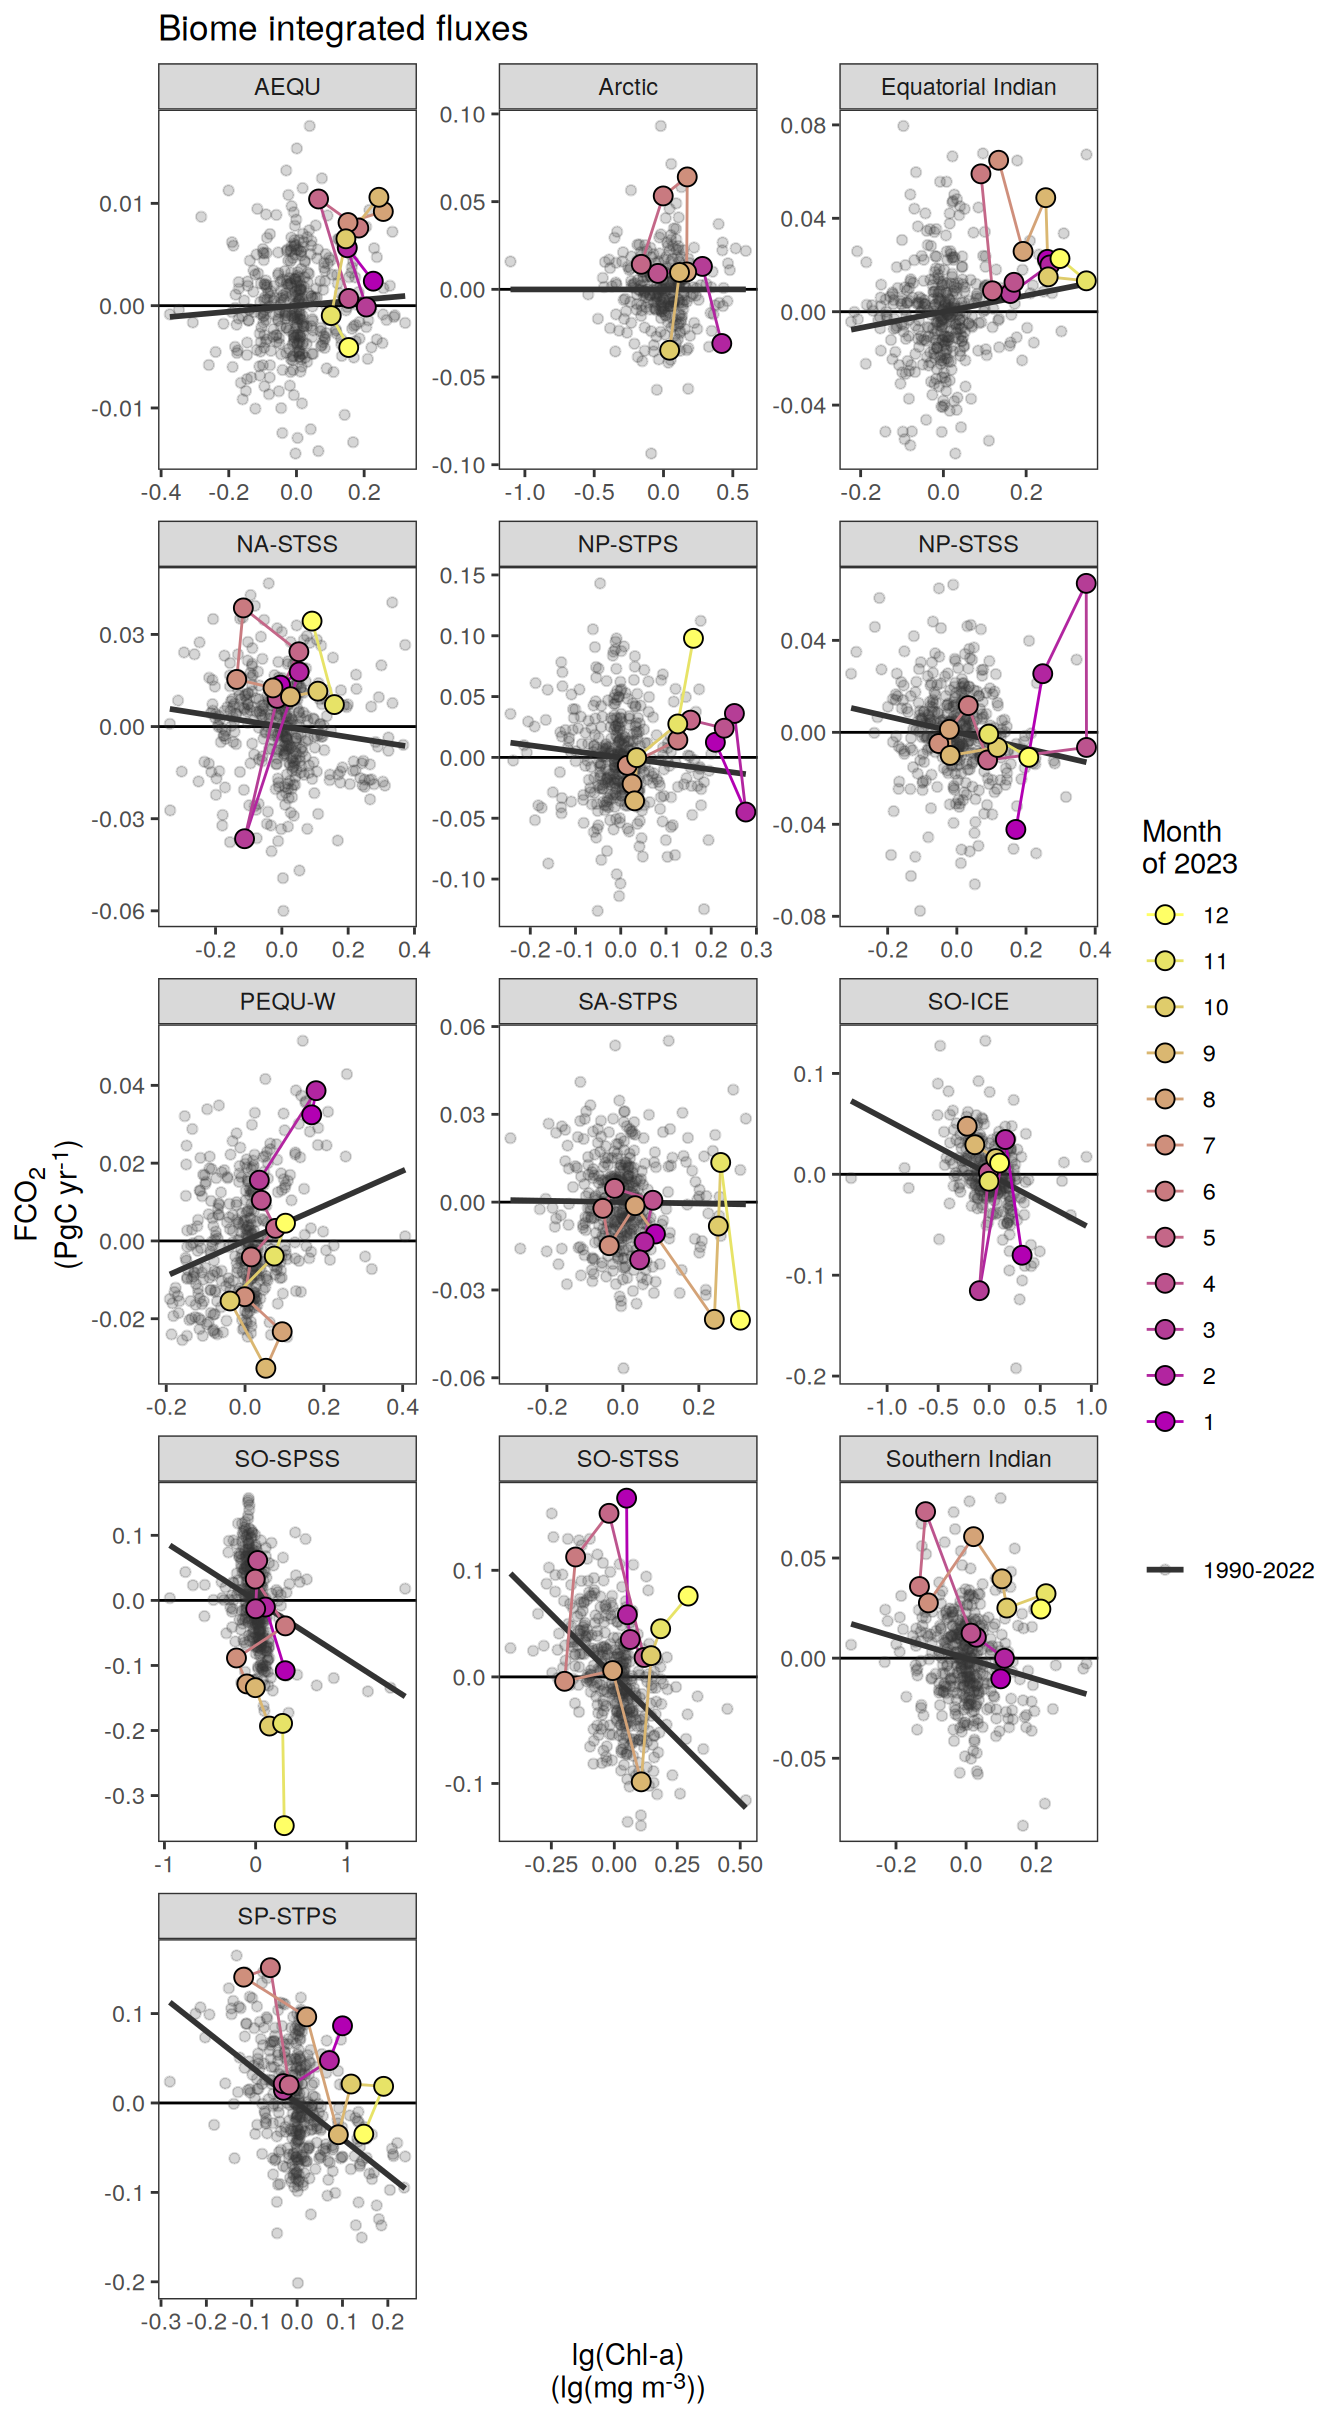 Biome integrated fluxes
AEQU
Arctic
Equatorial Indian
0.01
0.00
-0.01
0.10
0.05
0.00
-0.05
-0.10
0.08
0.04
0.00
-0.04
-0.4 -0.2 0.0 0.2
-1.0 -0.5 0.0 0.5
-0.2 0.0 0.2
NA-STSS
NP-STPS
NP-STSS
0.03
0.00
-0.03
-0.06
0.15
0.10
0.05
0.00
-0.05
-0.10
0.04
0.00
-0.04
-0.08
-0.2 0.0 0.2 0.4
-0.2 -0.1 0.0 0.1 0.2 0.3
-0.2 0.0 0.2 0.4
PEQU-W
SA-STPS
SO-ICE
0.04
0.02
0.00
-0.02
0.06
0.03
0.00
-0.03
-0.06
0.1
0.0
-0.1
-0.2
-0.2 0.0 0.2 0.4
-0.2 0.0 0.2
-1.0 -0.5 0.0 0.5 1.0
SO-SPSS
SO-STSS
Southern Indian
0.1
0.0
-0.1
-0.2
-0.3
0.1
0.0
-0.1
0.05
0.00
-0.05
-1 0 1
-0.25 0.00 0.25 0.50
-0.2 0.0 0.2
SP-STPS
0.1
0.0
-0.1
-0.2
-0.3 -0.2 -0.1 0.0 0.1 0.2
FCO₂
(PgC yr⁻¹)
lg(Chl-a)
(lg(mg m⁻³))
Month
of 2023
12
11
10
9
8
7
6
5
4
3
2
1
1990-2022